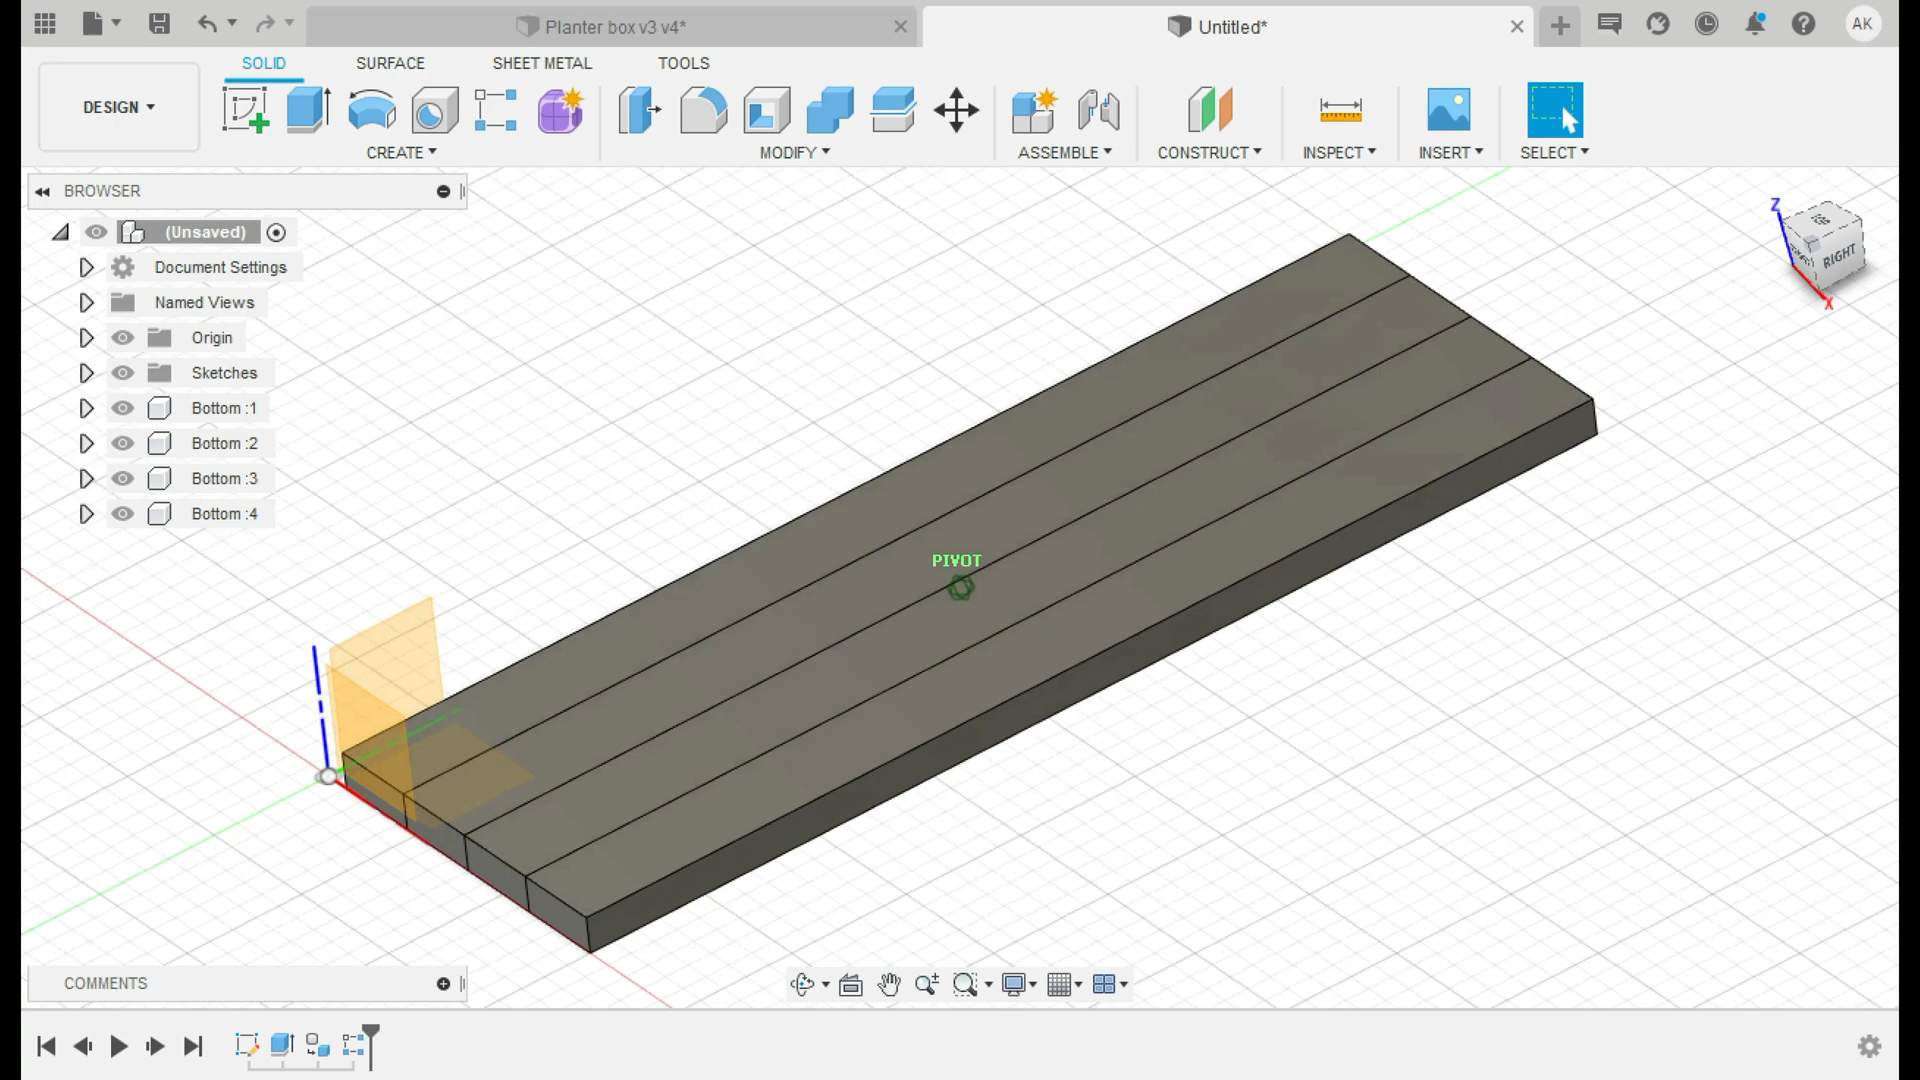 Planter box v3 v4*
Untitled*
AK
DESIGN
SOLID
SURFACE
SHEET METAL
TOOLS
CREATE
MODIFY
ASSEMBLE
CONSTRUCT
INSPECT
INSERT
SELECT
BROWSER
(Unsaved)
Document Settings
Named Views
Origin
Sketches
Bottom :1
Bottom :2
Bottom :3
Bottom :4
Z
TOP
RIGHT
X
PIVOT
COMMENTS